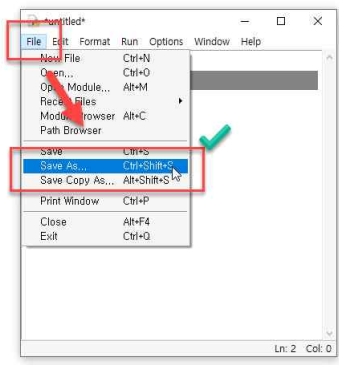 *untitled*
File Edit Format Run Options Window Help
New File Ctrl+N
Open... Ctrl+O
Open Module... Alt+M
Recent Files
Module Browser Alt+C
Path Browser
Save Ctrl+S
Save As... Ctrl+Shift+S
Save Copy As... Alt+Shift+S
Print Window Ctrl+P
Close Alt+F4
Exit Ctrl+Q
Ln: 2 Col: 0